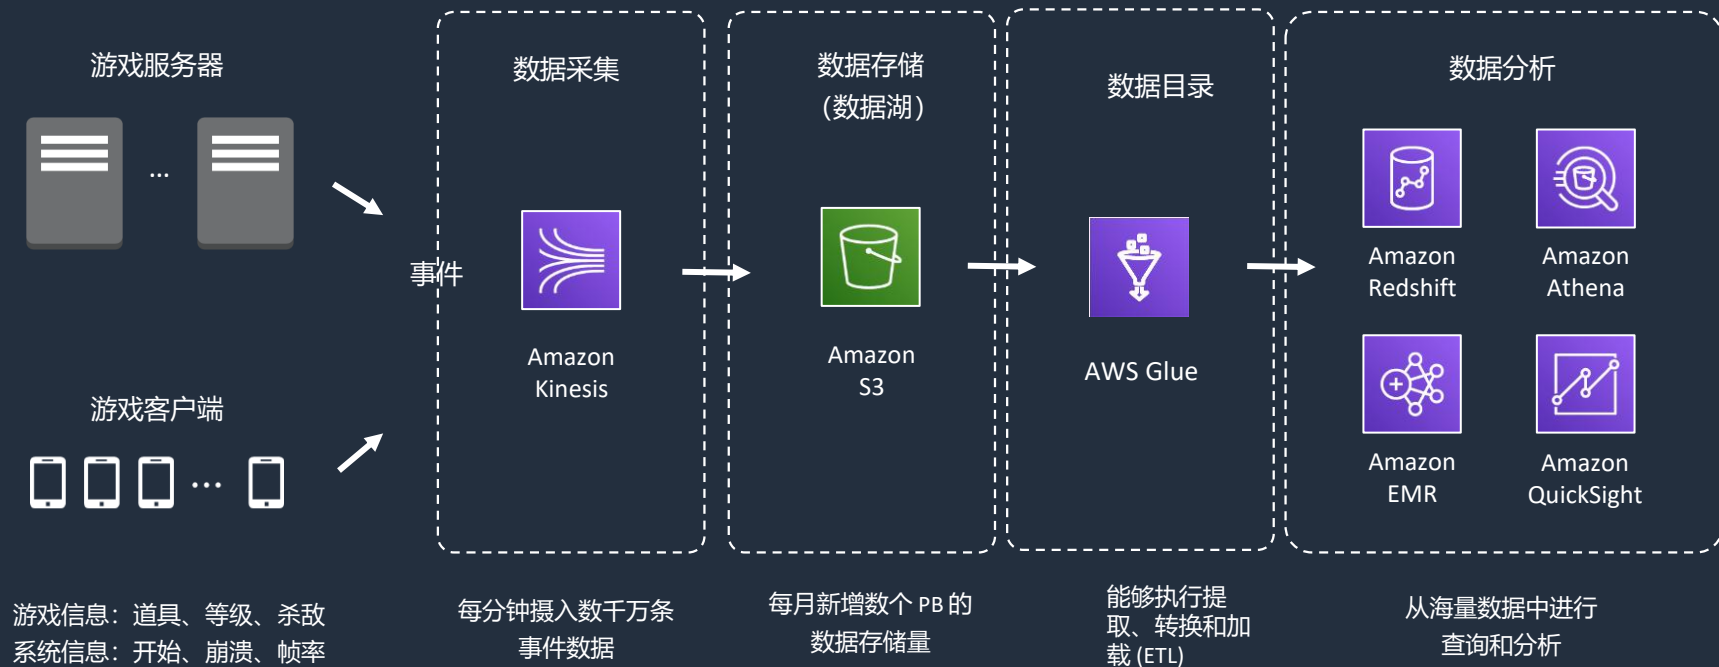 游戏服务器
...
事件
游戏客户端
...
游戏信息：道具、等级、杀敌
系统信息：开始、崩溃、帧率
数据采集
Amazon
Kinesis
每分钟摄入数千万条
事件数据
数据存储
（数据湖）
Amazon
S3
每月新增数个 PB 的
数据存储量
数据目录
AWS Glue
能够执行提
取、转换和加
载 (ETL)
数据分析
Amazon
Redshift
Amazon
Athena
Amazon
EMR
Amazon
QuickSight
从海量数据中进行
查询和分析